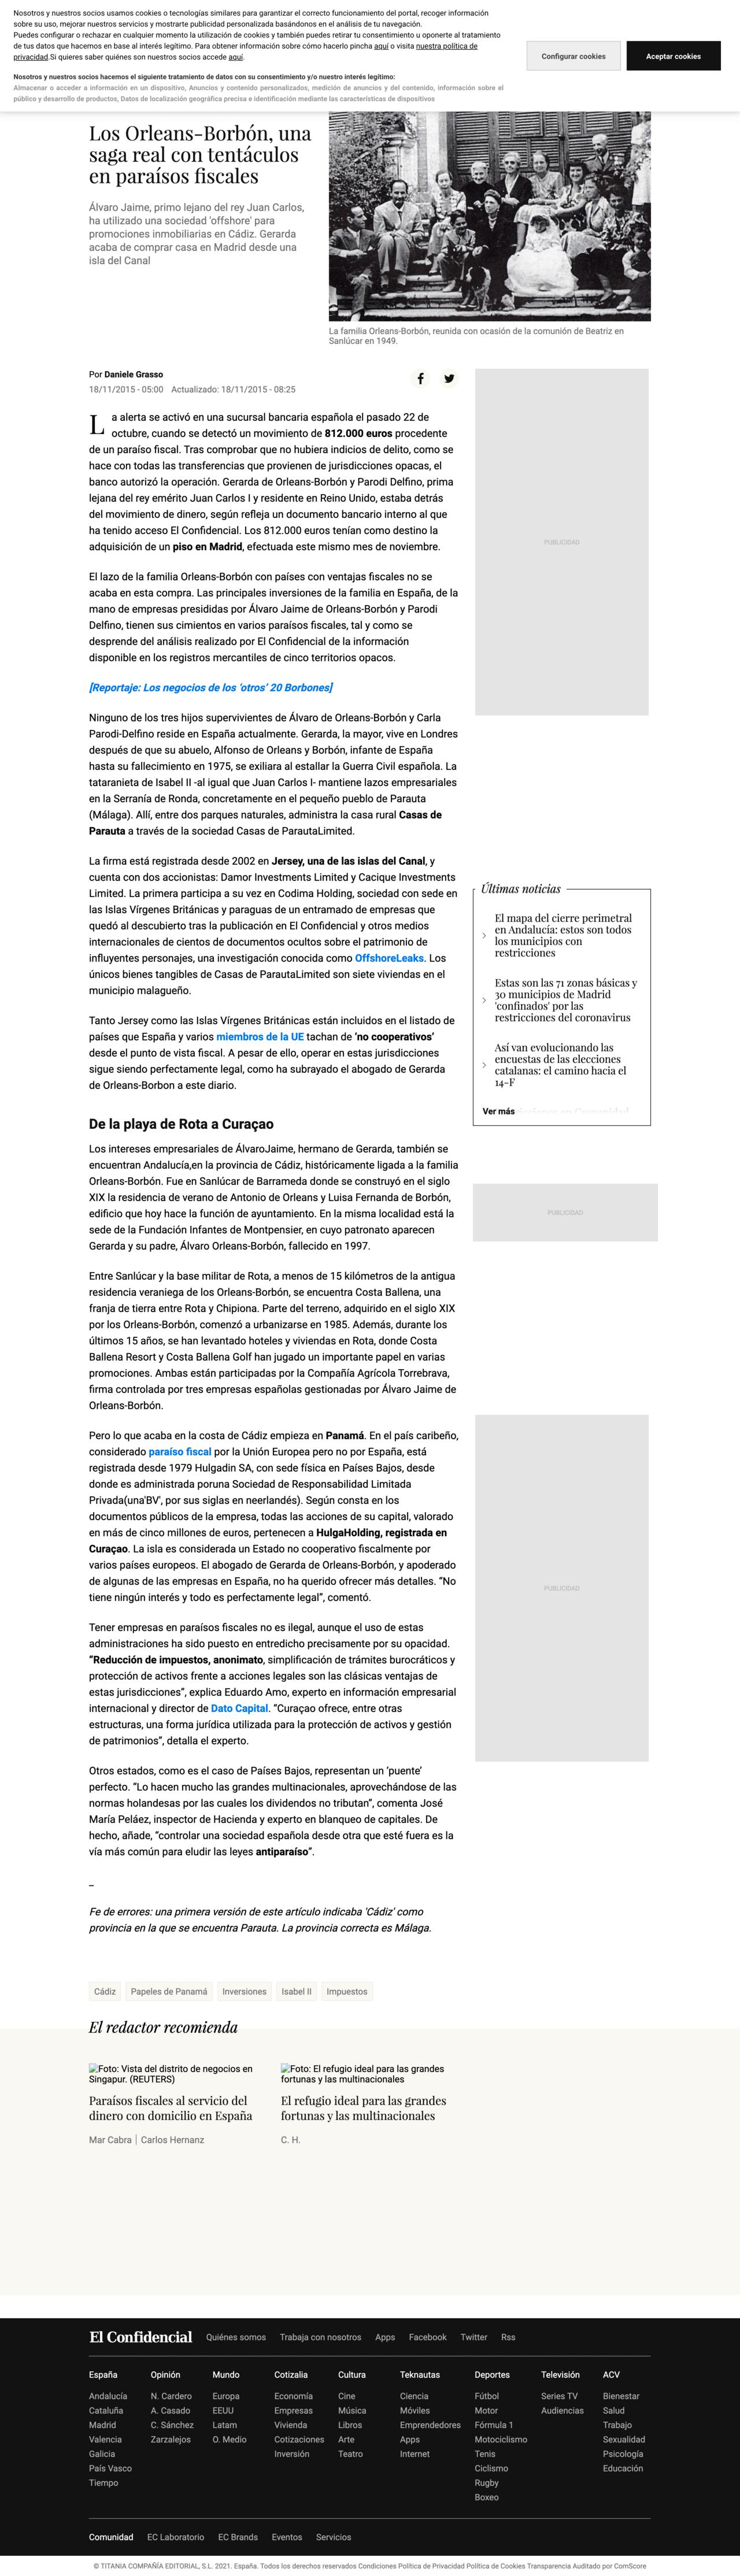 Nosotros y nuestros socios usamos cookies o tecnologías similares para garantizar el correcto funcionamiento del portal, recoger información
sobre su uso, mejorar nuestros servicios y mostrarte publicidad personalizada basándonos en el análisis de tu navegación.
Puedes configurar o rechazar en cualquier momento la utilización de cookies y también puedes retirar tu consentimiento u oponerte al tratamiento
de tus datos que hacemos en base al interés legítimo. Para obtener información sobre cómo hacerlo pincha aquí o visita nuestra política de
privacidad.Si quieres saber quiénes son nuestros socios accede aquí.
Nosotros y nuestros socios hacemos el siguiente tratamiento de datos con su consentimiento y/o nuestro interés legítimo:
Almacenar o acceder a información en un dispositivo, Anuncios y contenido personalizados, medición de anuncios y del contenido, información sobre el
público y desarrollo de productos, Datos de localización geográfica precisa e identificación mediante las características de dispositivos
Configurar cookies
Aceptar cookies
Los Orleans-Borbón, una
saga real con tentáculos
en paraísos fiscales
Álvaro Jaime, primo lejano del rey Juan Carlos,
ha utilizado una sociedad 'offshore' para
promociones inmobiliarias en Cádiz. Gerarda
acaba de comprar casa en Madrid desde una
isla del Canal
La familia Orleans-Borbón, reunida con ocasión de la comunión de Beatriz en
Sanlúcar en 1949.
Por Daniele Grasso
18/11/2015 - 05:00 Actualizado: 18/11/2015 - 08:25
La alerta se activó en una sucursal bancaria española el pasado 22 de
octubre, cuando se detectó un movimiento de 812.000 euros procedente
de un paraíso fiscal. Tras comprobar que no hubiera indicios de delito, como se
hace con todas las transferencias que provienen de jurisdicciones opacas, el
banco autorizó la operación. Gerarda de Orleans-Borbón y Parodi Delfino, prima
lejana del rey emérito Juan Carlos I y residente en Reino Unido, estaba detrás
del movimiento de dinero, según refleja un documento bancario interno al que
ha tenido acceso El Confidencial. Los 812.000 euros tenían como destino la
adquisición de un piso en Madrid, efectuada este mismo mes de noviembre.
El lazo de la familia Orleans-Borbón con países con ventajas fiscales no se
acaba en esta compra. Las principales inversiones de la familia en España, de la
mano de empresas presididas por Álvaro Jaime de Orleans-Borbón y Parodi
Delfino, tienen sus cimientos en varios paraísos fiscales, tal y como se
desprende del análisis realizado por El Confidencial de la información
disponible en los registros mercantiles de cinco territorios opacos.
[Reportaje: Los negocios de los ‘otros’ 20 Borbones]
Ninguno de los tres hijos supervivientes de Álvaro de Orleans-Borbón y Carla
Parodi-Delfino reside en España actualmente. Gerarda, la mayor, vive en Londres
después de que su abuelo, Alfonso de Orleans y Borbón, infante de España
hasta su fallecimiento en 1975, se exiliara al estallar la Guerra Civil española. La
tataranieta de Isabel II -al igual que Juan Carlos I- mantiene lazos empresariales
en la Serranía de Ronda, concretamente en el pequeño pueblo de Parauta
(Málaga). Allí, entre dos parques naturales, administra la casa rural Casas de
Parauta a través de la sociedad Casas de ParautaLimited.
La firma está registrada desde 2002 en Jersey, una de las islas del Canal, y
cuenta con dos accionistas: Damor Investments Limited y Cacique Investments
Limited. La primera participa a su vez en Codima Holding, sociedad con sede en
las Islas Vírgenes Británicas y paraguas de un entramado de empresas que
quedó al descubierto tras la publicación en El Confidencial y otros medios
internacionales de cientos de documentos ocultos sobre el patrimonio de
influyentes personajes, una investigación conocida como OffshoreLeaks. Los
únicos bienes tangibles de Casas de ParautaLimited son siete viviendas en el
municipio malagueño.
Tanto Jersey como las Islas Vírgenes Británicas están incluidos en el listado de
países que España y varios miembros de la UE tachan de ‘no cooperativos’
desde el punto de vista fiscal. A pesar de ello, operar en estas jurisdicciones
sigue siendo perfectamente legal, como ha subrayado el abogado de Gerarda
de Orleans-Borbon a este diario.
De la playa de Rota a Curaçao
Los intereses empresariales de ÁlvaroJaime, hermano de Gerarda, también se
encuentran Andalucía,en la provincia de Cádiz, históricamente ligada a la familia
Orleans-Borbón. Fue en Sanlúcar de Barrameda donde se construyó en el siglo
XIX la residencia de verano de Antonio de Orleans y Luisa Fernanda de Borbón,
edificio que hoy hace la función de ayuntamiento. En la misma localidad está la
sede de la Fundación Infantes de Montpensier, en cuyo patronato aparecen
Gerarda y su padre, Álvaro Orleans-Borbón, fallecido en 1997.
Entre Sanlúcar y la base militar de Rota, a menos de 15 kilómetros de la antigua
residencia veraniega de los Orleans-Borbón, se encuentra Costa Ballena, una
franja de tierra entre Rota y Chipiona. Parte del terreno, adquirido en el siglo XIX
por los Orleans-Borbón, comenzó a urbanizarse en 1985. Además, durante los
últimos 15 años, se han levantado hoteles y viviendas en Rota, donde Costa
Ballena Resort y Costa Ballena Golf han jugado un importante papel en varias
promociones. Ambas están participadas por la Compañía Agrícola Torrebrava,
firma controlada por tres empresas españolas gestionadas por Álvaro Jaime de
Orleans-Borbón.
Pero lo que acaba en la costa de Cádiz empieza en Panamá. En el país caribeño,
considerado paraíso fiscal por la Unión Europea pero no por España, está
registrada desde 1979 Hulgadin SA, con sede física en Países Bajos, desde
donde es administrada poruna Sociedad de Responsabilidad Limitada
Privada(una'BV', por sus siglas en neerlandés). Según consta en los
documentos públicos de la empresa, todas las acciones de su capital, valorado
en más de cinco millones de euros, pertenecen a HulgaHolding, registrada en
Curaçao. La isla es considerada un Estado no cooperativo fiscalmente por
varios países europeos. El abogado de Gerarda de Orleans-Borbón, y apoderado
de algunas de las empresas en España, no ha querido ofrecer más detalles. “No
tiene ningún interés y todo es perfectamente legal”, comentó.
Tener empresas en paraísos fiscales no es ilegal, aunque el uso de estas
administraciones ha sido puesto en entredicho precisamente por su opacidad.
“Reducción de impuestos, anonimato, simplificación de trámites burocráticos y
protección de activos frente a acciones legales son las clásicas ventajas de
estas jurisdicciones”, explica Eduardo Amo, experto en información empresarial
internacional y director de Dato Capital. “Curaçao ofrece, entre otras
estructuras, una forma jurídica utilizada para la protección de activos y gestión
de patrimonios”, detalla el experto.
Otros estados, como es el caso de Países Bajos, representan un ‘puente’
perfecto. “Lo hacen mucho las grandes multinacionales, aprovechándose de las
normas holandesas por las cuales los dividendos no tributan”, comenta José
María Peláez, inspector de Hacienda y experto en blanqueo de capitales. De
hecho, añade, “controlar una sociedad española desde otra que esté fuera es la
vía más común para eludir las leyes antiparaíso”.
_
Fe de errores: una primera versión de este artículo indicaba 'Cádiz' como
provincia en la que se encuentra Parauta. La provincia correcta es Málaga.
PUBLICIDAD
Últimas noticias
El mapa del cierre perimetral
en Andalucía: estos son todos
los municipios con
restricciones
Estas son las 71 zonas básicas y
30 municipios de Madrid
'confinados' por las
restricciones del coronavirus
Así van evolucionando las
encuestas de las elecciones
catalanas: el camino hacia el
14-F
Ver más
PUBLICIDAD
PUBLICIDAD
Cádiz
Papeles de Panamá
Inversiones
Isabel II
Impuestos
El redactor recomienda
Foto: Vista del distrito de negocios en
Singapur. (REUTERS)
Paraísos fiscales al servicio del
dinero con domicilio en España
Mar Cabra | Carlos Hernanz
Foto: El refugio ideal para las grandes
fortunas y las multinacionales
El refugio ideal para las grandes
fortunas y las multinacionales
C. H.
El Confidencial Quiénes somos Trabaja con nosotros Apps Facebook Twitter Rss
España
Andalucía
Cataluña
Madrid
Valencia
Galicia
País Vasco
Tiempo
Opinión
N. Cardero
A. Casado
C. Sánchez
Zarzalejos
Mundo
Europa
EEUU
Latam
O. Medio
Cotizalia
Economía
Empresas
Vivienda
Cotizaciones
Inversión
Cultura
Cine
Música
Libros
Arte
Teatro
Teknautas
Ciencia
Móviles
Emprendedores
Apps
Internet
Deportes
Fútbol
Motor
Fórmula 1
Motociclismo
Tenis
Ciclismo
Rugby
Boxeo
Televisión
Series TV
Audiencias
ACV
Bienestar
Salud
Trabajo
Sexualidad
Psicología
Educación
Comunidad EC Laboratorio EC Brands Eventos Servicios
© TITANIA COMPAÑÍA EDITORIAL, S.L. 2021. España. Todos los derechos reservados Condiciones Política de Privacidad Política de Cookies Transparencia Auditado por ComScore